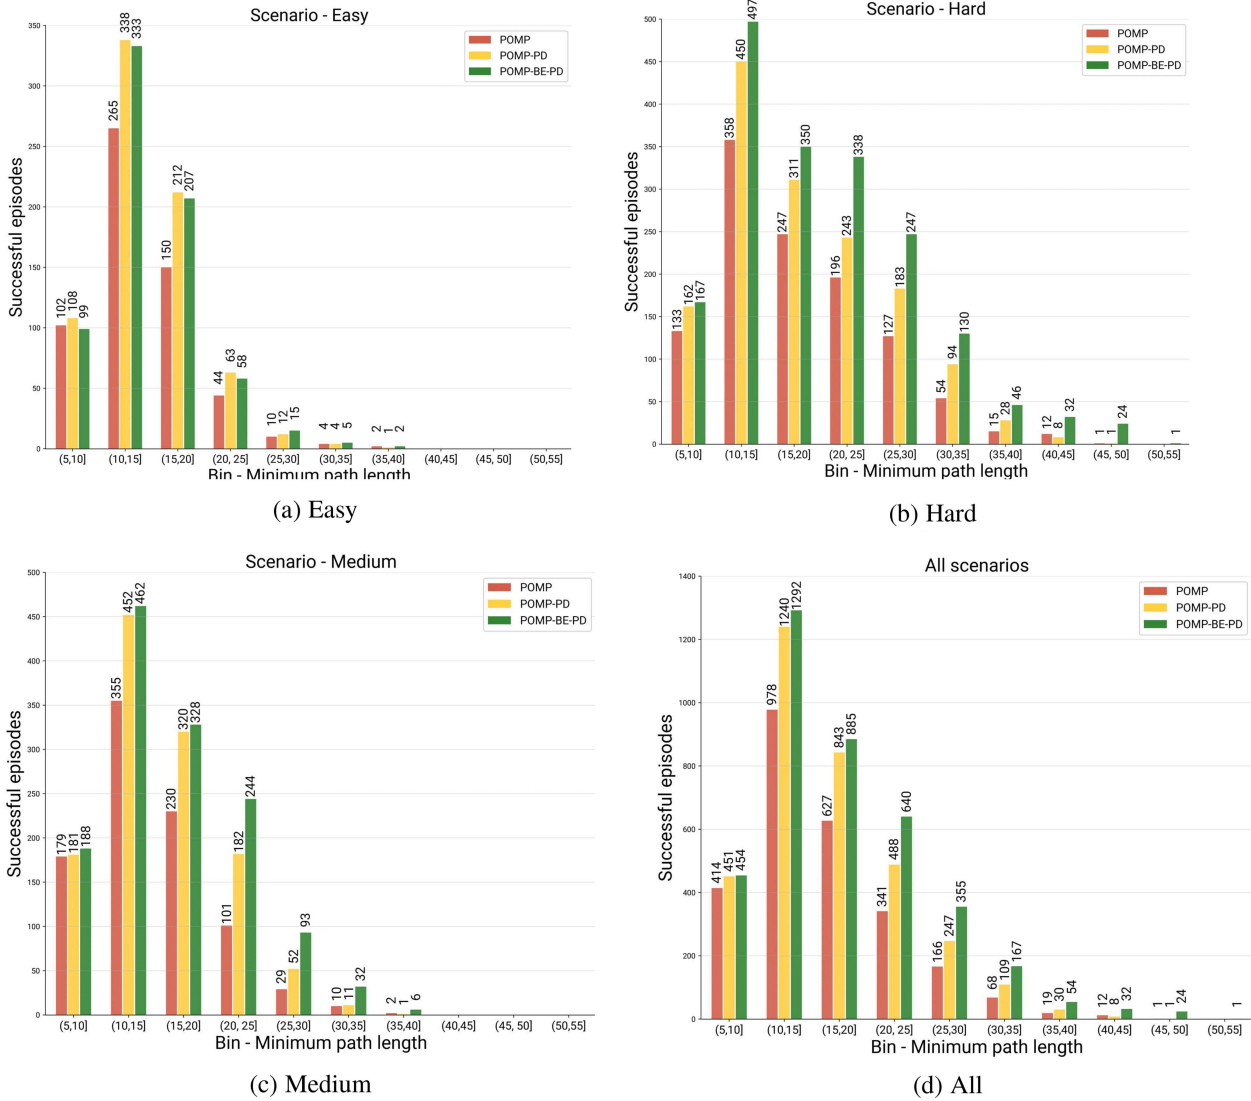 Scenario - Easy
350
300
250
200
150
100
50
0
Successful episodes
POMP
POMP-PD
POMP-BE-PD
102 108 99
265 338 333
150 212 207
44 63 58
10 12 15
4 4 5
2 1 2
(5,10] (10,15] (15,20] (20, 25] (25,30] (30,35] (35,40] (40,45] (45, 50] (50,55]
Bin - Minimum path length
(a) Easy
Scenario - Hard
500
450
400
350
300
250
200
150
100
50
0
Successful episodes
POMP
POMP-PD
POMP-BE-PD
133 162 167
358 450 497
247 311 350
196 243 338
127 183 247
54 94 130
15 28 46
12 8 32
1 1 24
1
(5,10] (10,15] (15,20] (20, 25] (25,30] (30,35] (35,40] (40,45] (45, 50] (50,55]
Bin - Minimum path length
(b) Hard
Scenario - Medium
500
450
400
350
300
250
200
150
100
50
0
Successful episodes
POMP
POMP-PD
POMP-BE-PD
179 181 188
355 452 462
230 320 328
101 182 244
29 52 93
10 11 32
2 1 6
(5,10] (10,15] (15,20] (20, 25] (25,30] (30,35] (35,40] (40,45] (45, 50] (50,55]
Bin - Minimum path length
(c) Medium
All scenarios
1400
1200
1000
800
600
400
200
0
Successful episodes
POMP
POMP-PD
POMP-BE-PD
414 451 454
978 1240 1292
627 843 885
341 488 640
166 247 355
68 109 167
19 30 54
12 8 32
1 1 24
1
(5,10] (10,15] (15,20] (20, 25] (25,30] (30,35] (35,40] (40,45] (45, 50] (50,55]
Bin - Minimum path length
(d) All